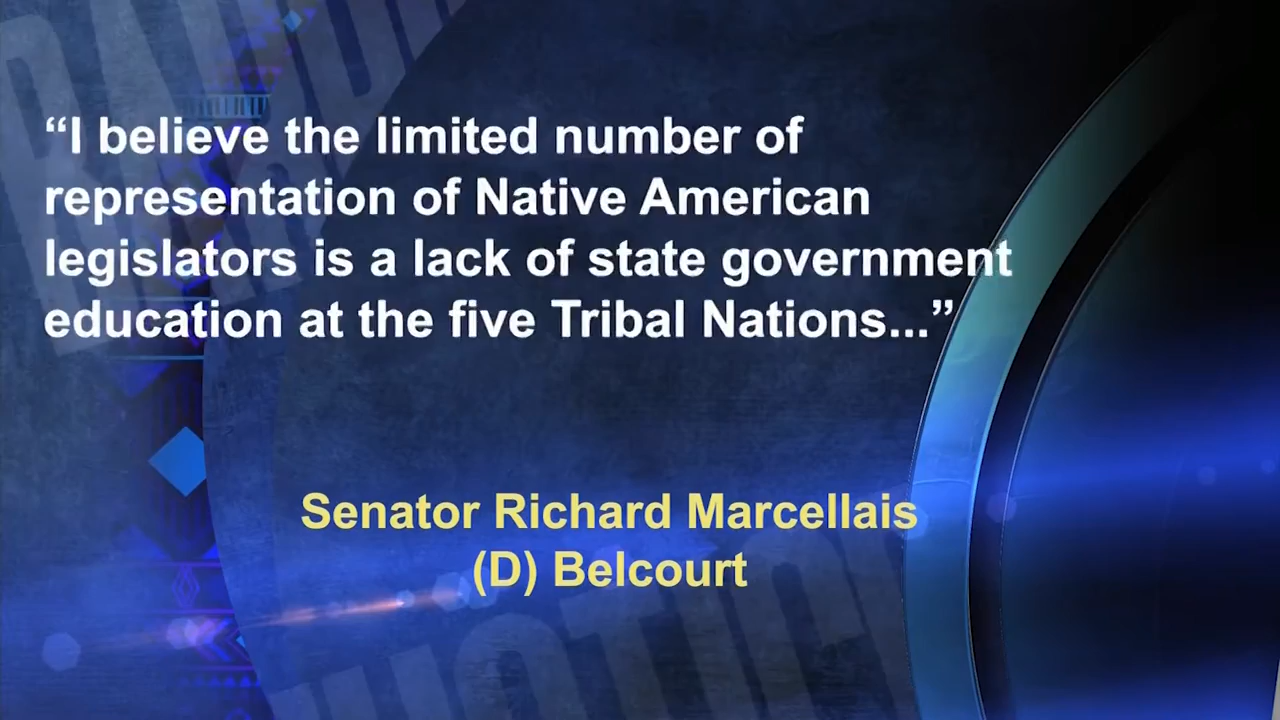 “I believe the limited number of
representation of Native American
legislators is a lack of state government
education at the five Tribal Nations...”
Senator Richard Marcellais
(D) Belcourt